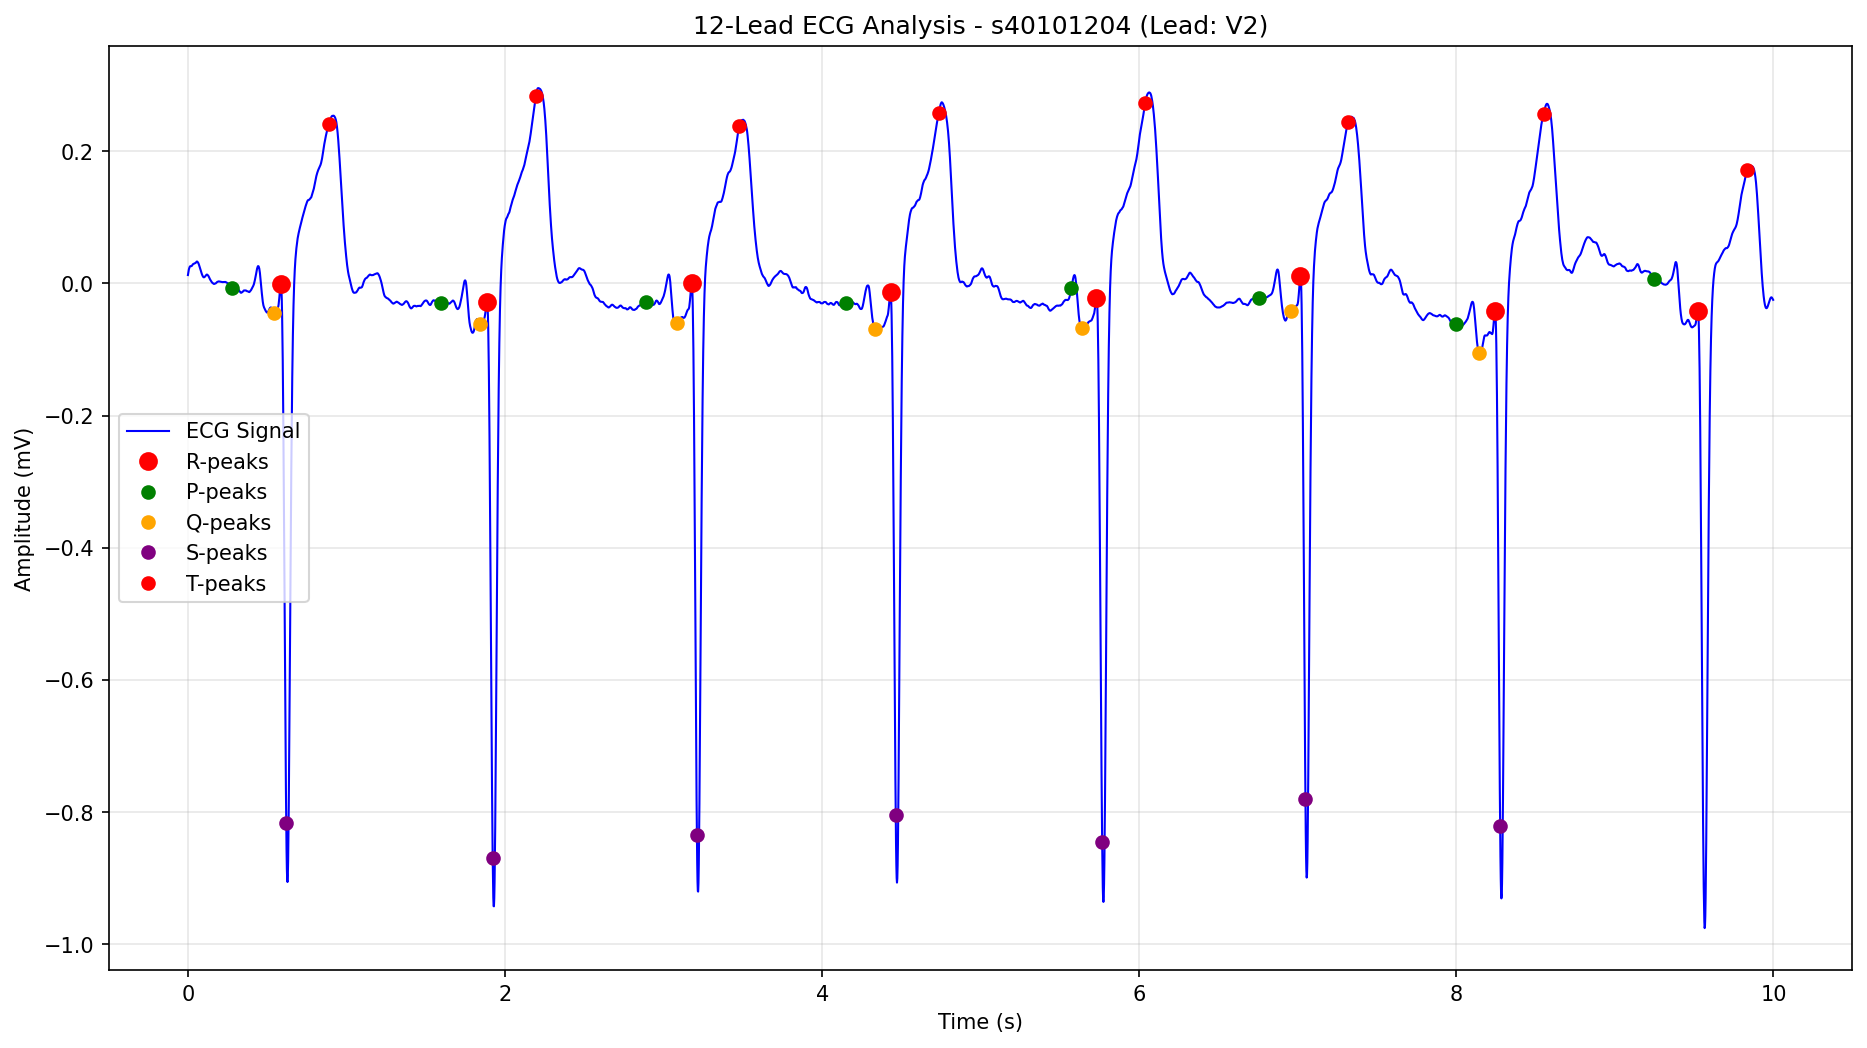 12-Lead ECG Analysis - s40101204 (Lead: V2)
Amplitude (mV)
0.2
0.0
−0.2
−0.4
−0.6
−0.8
−1.0
ECG Signal
R-peaks
P-peaks
Q-peaks
S-peaks
T-peaks
0 2 4 6 8 10
Time (s)